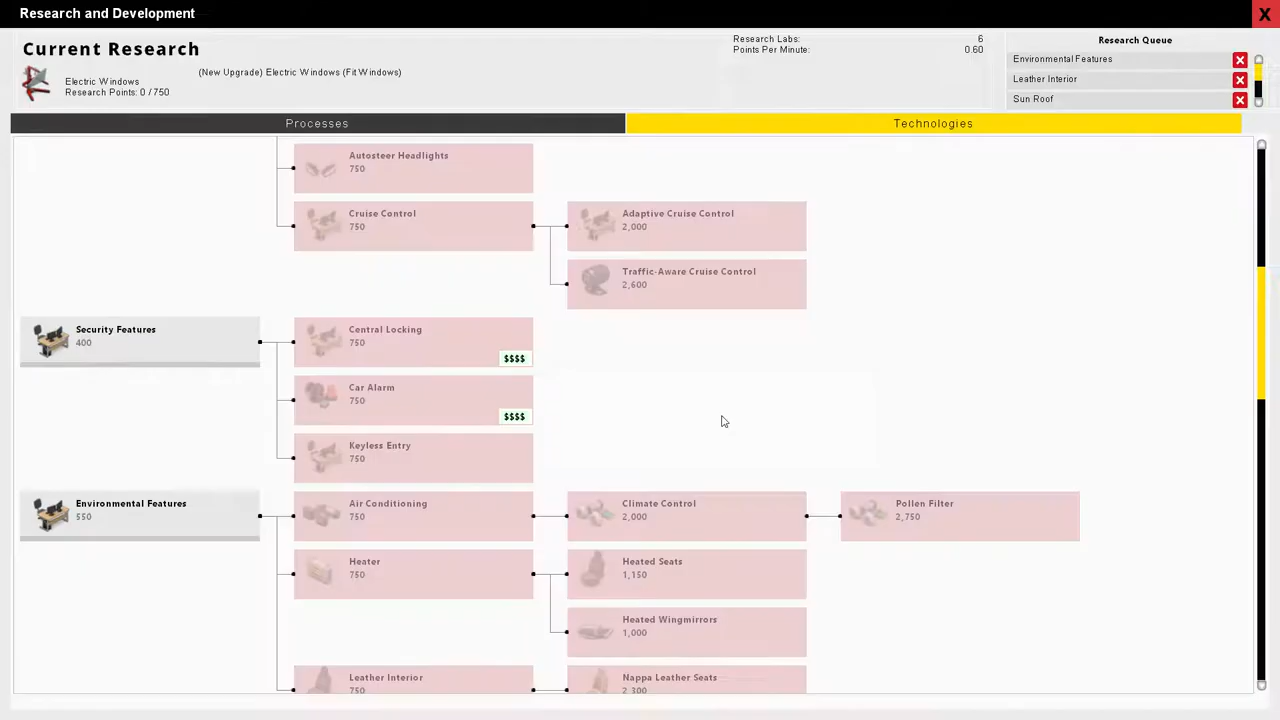 Research and Development
X
Current Research
Electric Windows
Research Points: 0 / 750
(New Upgrade) Electric Windows (Fit Windows)
Research Labs: 6
Points Per Minute: 0.60
Research Queue
Environmental Features
Leather Interior
Sun Roof
Processes
Technologies
Autosteer Headlights
750
Cruise Control
750
Adaptive Cruise Control
2,000
Traffic-Aware Cruise Control
2,600
Security Features
400
Central Locking
750
$$$$
Car Alarm
750
$$$$
Keyless Entry
750
Environmental Features
550
Air Conditioning
750
Climate Control
2,000
Pollen Filter
2,750
Heater
750
Heated Seats
1,150
Heated Wingmirrors
1,000
Leather Interior
750
Nappa Leather Seats
2,300